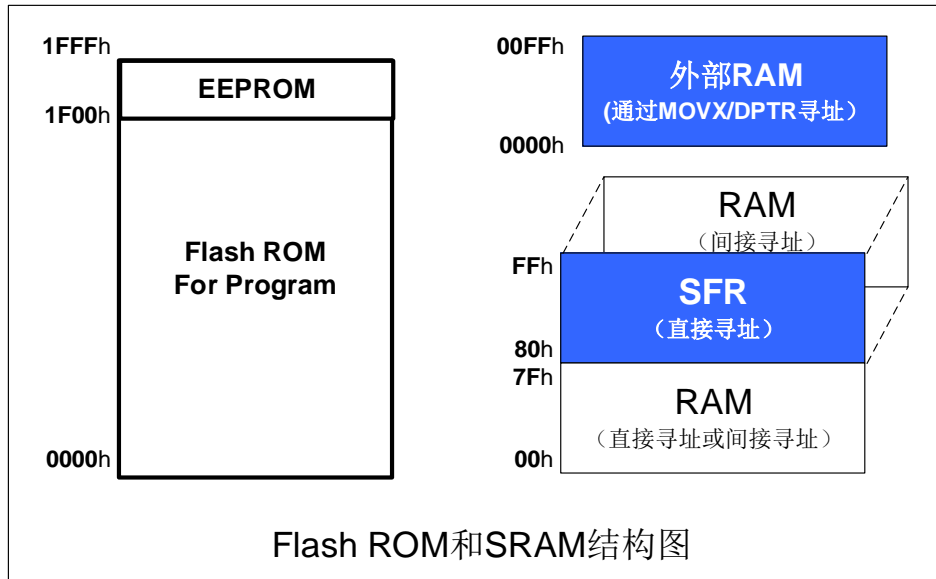 1FFFh
EEPROM
1F00h
Flash ROM
For Program
0000h
00FFh
外部RAM
(通过MOVX/DPTR寻址）
0000h
RAM
（间接寻址）
FFh
SFR
（直接寻址）
80h
7Fh
RAM
（直接寻址或间接寻址）
00h
Flash ROM和SRAM结构图